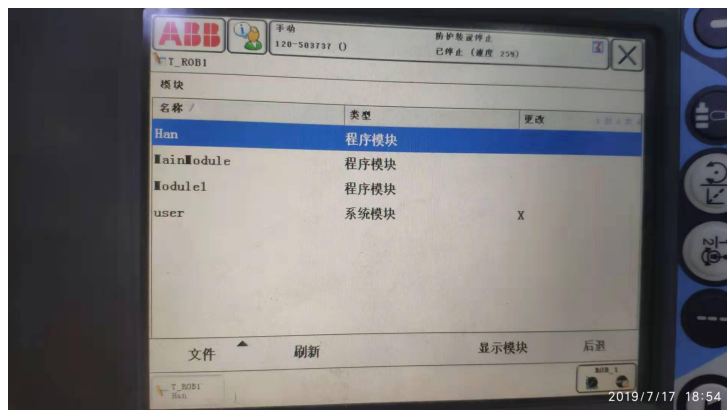 ABB
手动
120-503737 ()
防护装置停止
已停止 (速度 25%)
T_ROB1
模块
名称
类型
更改
Han
程序模块
MainModule
程序模块
Module1
程序模块
user
系统模块
X
文件
刷新
显示模块
后退
T_ROB1
Han
ROB_1
2019/7/17 18:54